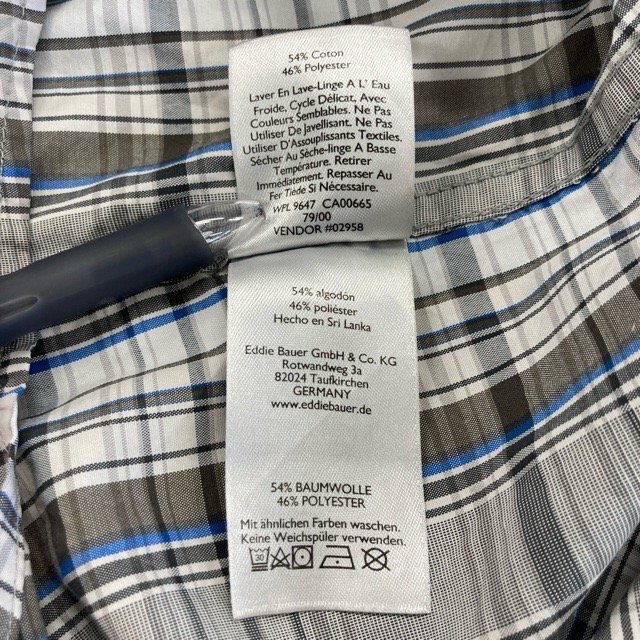 54% Coton
46% Polyester
Laver En Lave-Linge A L' Eau
Froide, Cycle Délicat, Avec
Couleurs Semblables. Ne Pas
Utiliser De Javellisant. Ne Pas
Utiliser D'Assouplissants Textiles.
Sécher Au Sèche-linge A Basse
Température. Retirer
Immédiatement. Repasser Au
Fer Tiède Si Nécessaire.
WPL 9647 CA00665
79/00
VENDOR #02958
54% algodón
46% poliéster
Hecho en Sri Lanka
Eddie Bauer GmbH & Co. KG
Rotwandweg 3a
82024 Taufkirchen
GERMANY
www.eddiebauer.de
54% BAUMWOLLE
46% POLYESTER
Mit ähnlichen Farben waschen.
Keine Weichspüler verwenden.
30